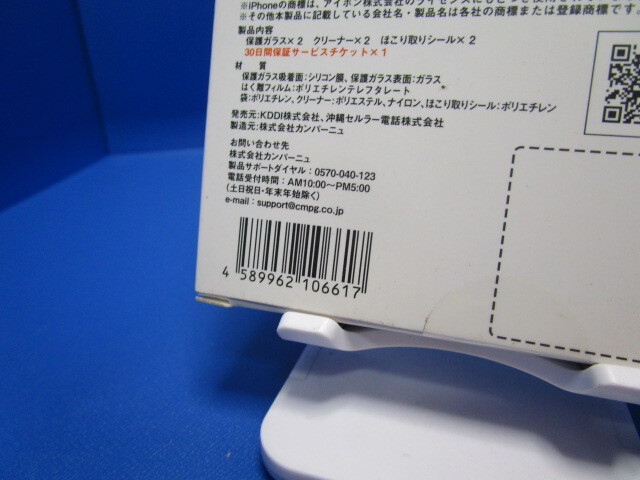 ※iPhoneの商標は、アイホン株式会社のライセンスにもとづき使用され
※その他本製品に記載している会社名・製品名は各社の商標または登録商標です。
製品内容
保護ガラス×2 クリーナー×2 ほこり取りシール×2
30日間保証サービスチケット×1
材 質
保護ガラス吸着面:シリコン膜、保護ガラス表面:ガラス
はく離フィルム:ポリエチレンテレフタレート
袋:ポリエチレン、クリーナー:ポリエステル、ナイロン、ほこり取りシール:ポリエチレン
発売元:KDDI株式会社、沖縄セルラー電話株式会社
製造元:株式会社カンパーニュ
お問い合わせ先
株式会社カンパーニュ
製品サポートダイヤル:0570-040-123
電話受付時間:AM10:00〜PM5:00
(土日祝日・年末年始除く)
e-mail:support@cmpg.co.jp
4 589962 106617